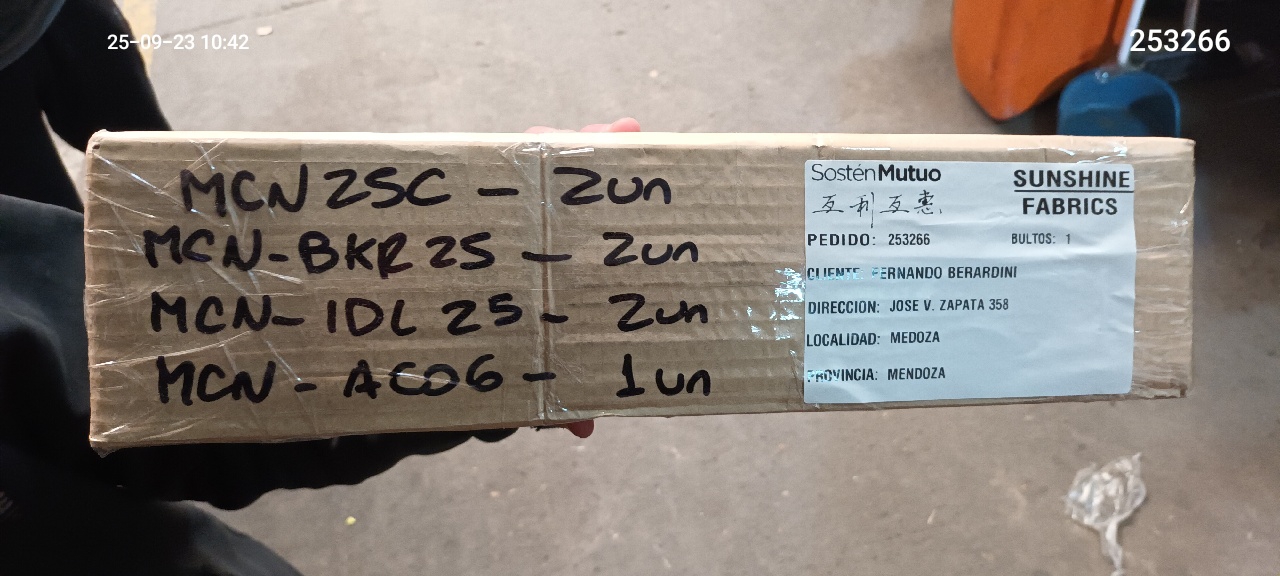 25-09-23 10:42
253266
MCN25C - 2un
MCN-BKR25 - 2un
MCN-IDL25 - 2un
MCN-AC06 - 1un
SosténMutuo
互利互惠
SUNSHINE
FABRICS
PEDIDO: 253266 BULTOS: 1
CLIENTE: FERNANDO BERARDINI
DIRECCION: JOSE V. ZAPATA 358
LOCALIDAD: MEDOZA
PROVINCIA: MENDOZA